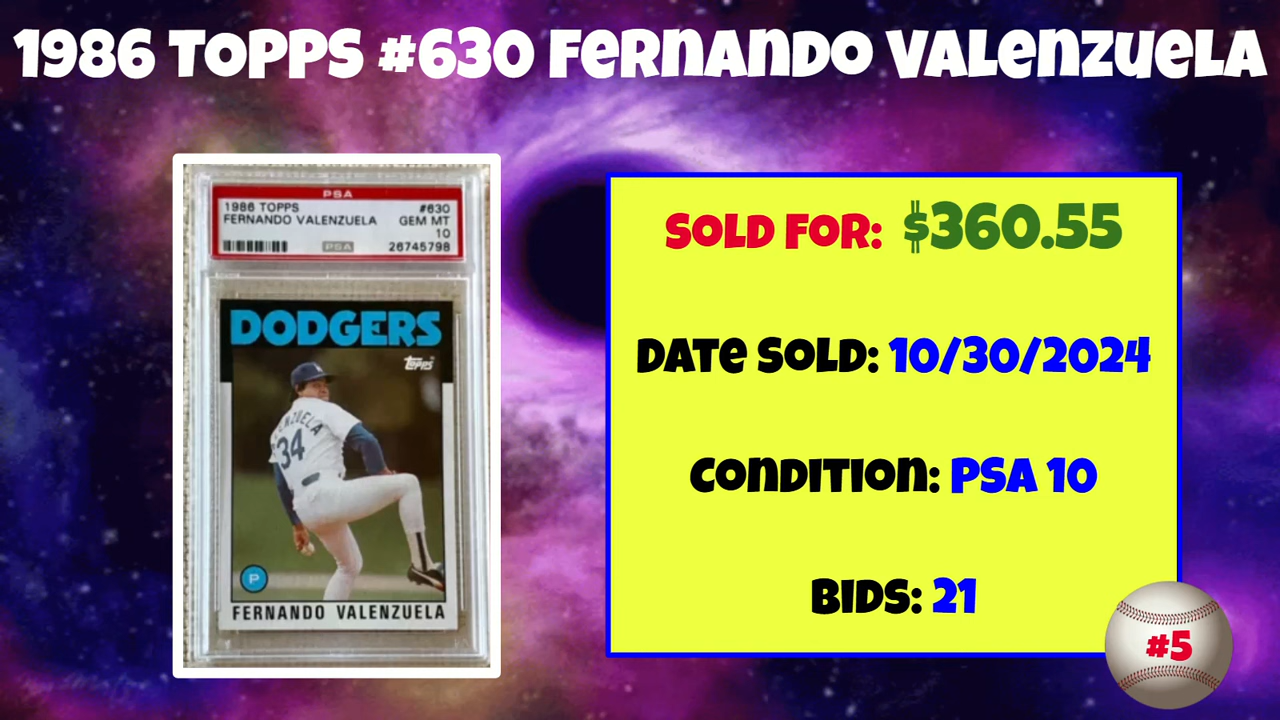 1986 Topps #630 Fernando Valenzuela
PSA
1986 TOPPS #630
FERNANDO VALENZUELA GEM MT
10
PSA 26745798
DODGERS
Topps
VALENZUELA
34
P
FERNANDO VALENZUELA
SOLD FOR: $360.55
DATE SOLD: 10/30/2024
CONDITION: PSA 10
BIDS: 21
#5